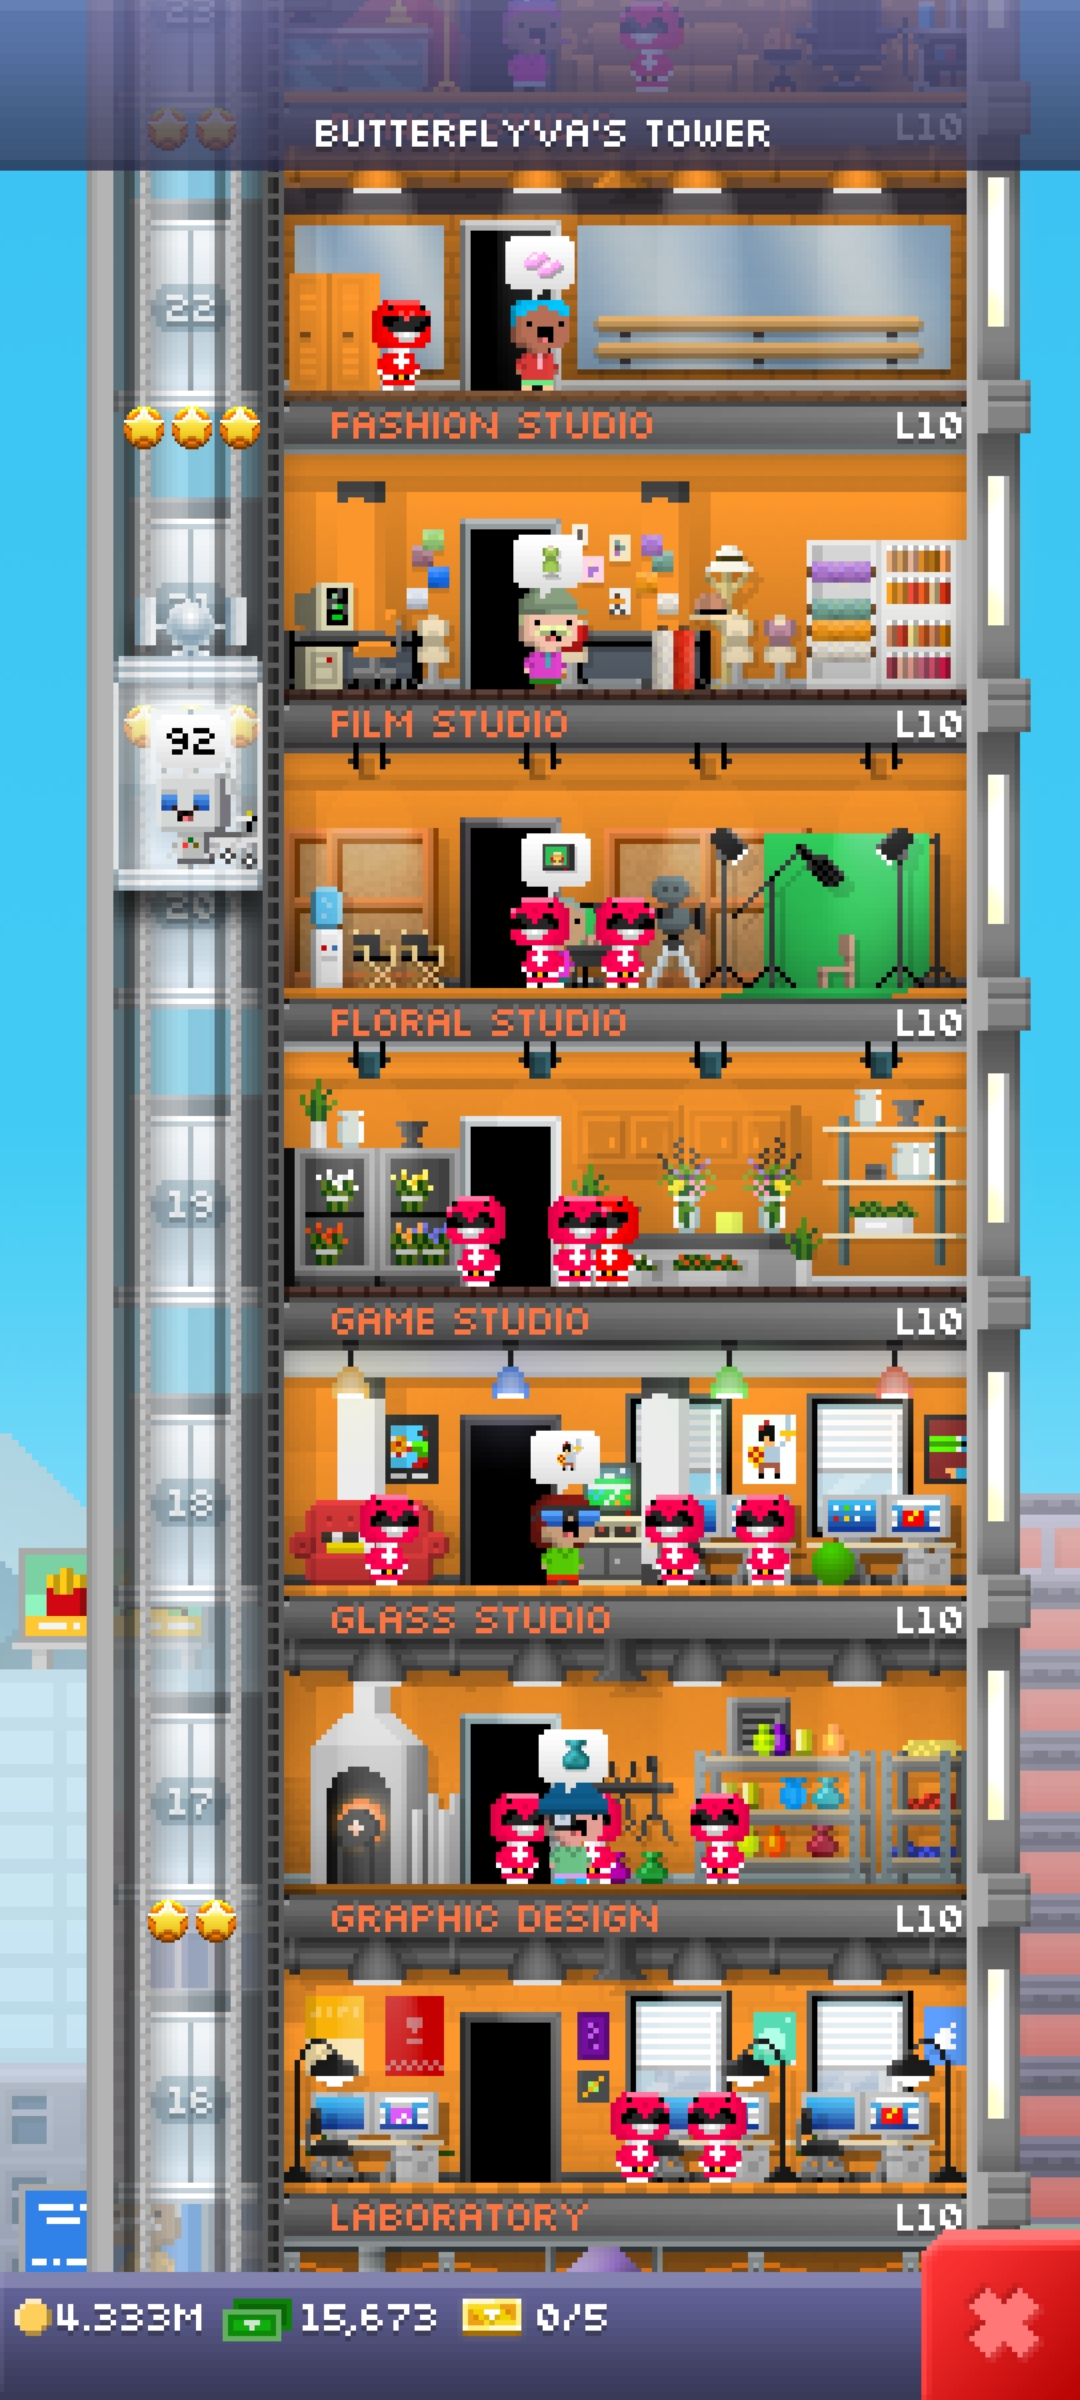 23
BUTTERFLYVA'S TOWER
L10
22
FASHION STUDIO L10
FILM STUDIO L10
92
20
FLORAL STUDIO L10
19
GAME STUDIO L10
18
GLASS STUDIO L10
17
GRAPHIC DESIGN L10
16
LABORATORY L10
4.333M 15,673 0/5